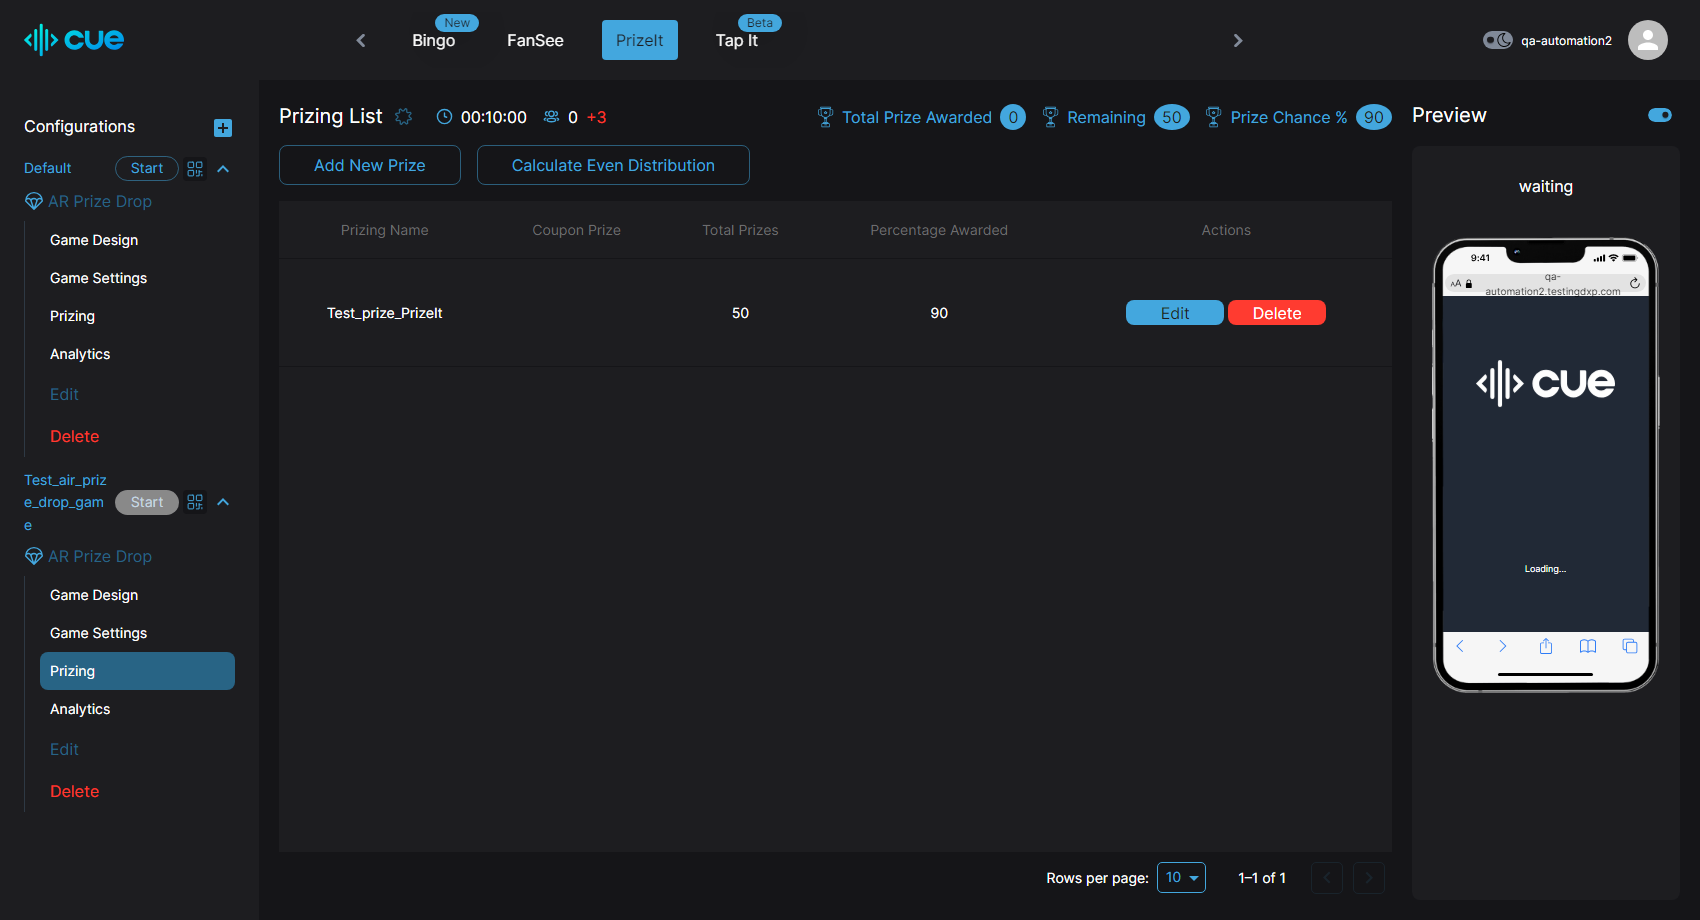 cue
New
Bingo
FanSee
PrizeIt
Beta
Tap It
qa-automation2
Configurations
Default
Start
AR Prize Drop
Game Design
Game Settings
Prizing
Analytics
Edit
Delete
Test_air_priz
e_drop_gam
e
Start
AR Prize Drop
Game Design
Game Settings
Prizing
Analytics
Edit
Delete
Prizing List 00:10:00 0 +3
Total Prize Awarded 0 Remaining 50 Prize Chance % 90
Add New Prize Calculate Even Distribution
Prizing Name Coupon Prize Total Prizes Percentage Awarded Actions
Test_prize_PrizeIt 50 90 Edit Delete
Rows per page: 10 1–1 of 1
Preview
waiting
9:41
AA
qa-
automation2.testingdxp.com
cue
Loading...